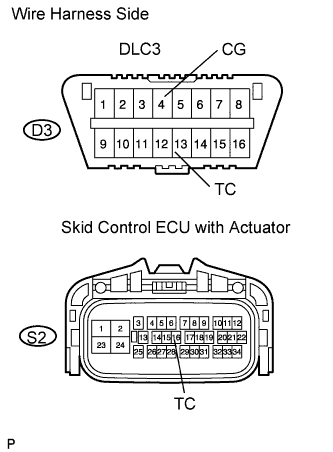 Wire Harness Side
DLC3
CG
1 2 3 4 5 6 7 8
D3
9 10 11 12 13 14 15 16
TC
Skid Control ECU with Actuator
1 2 3 4 5 6 7 8 9 10 11 12
S2
13 14 15 16 17 18 19 20 21 22
23 24 25 26 27 28 29 30 31 32 33 34
TC
P